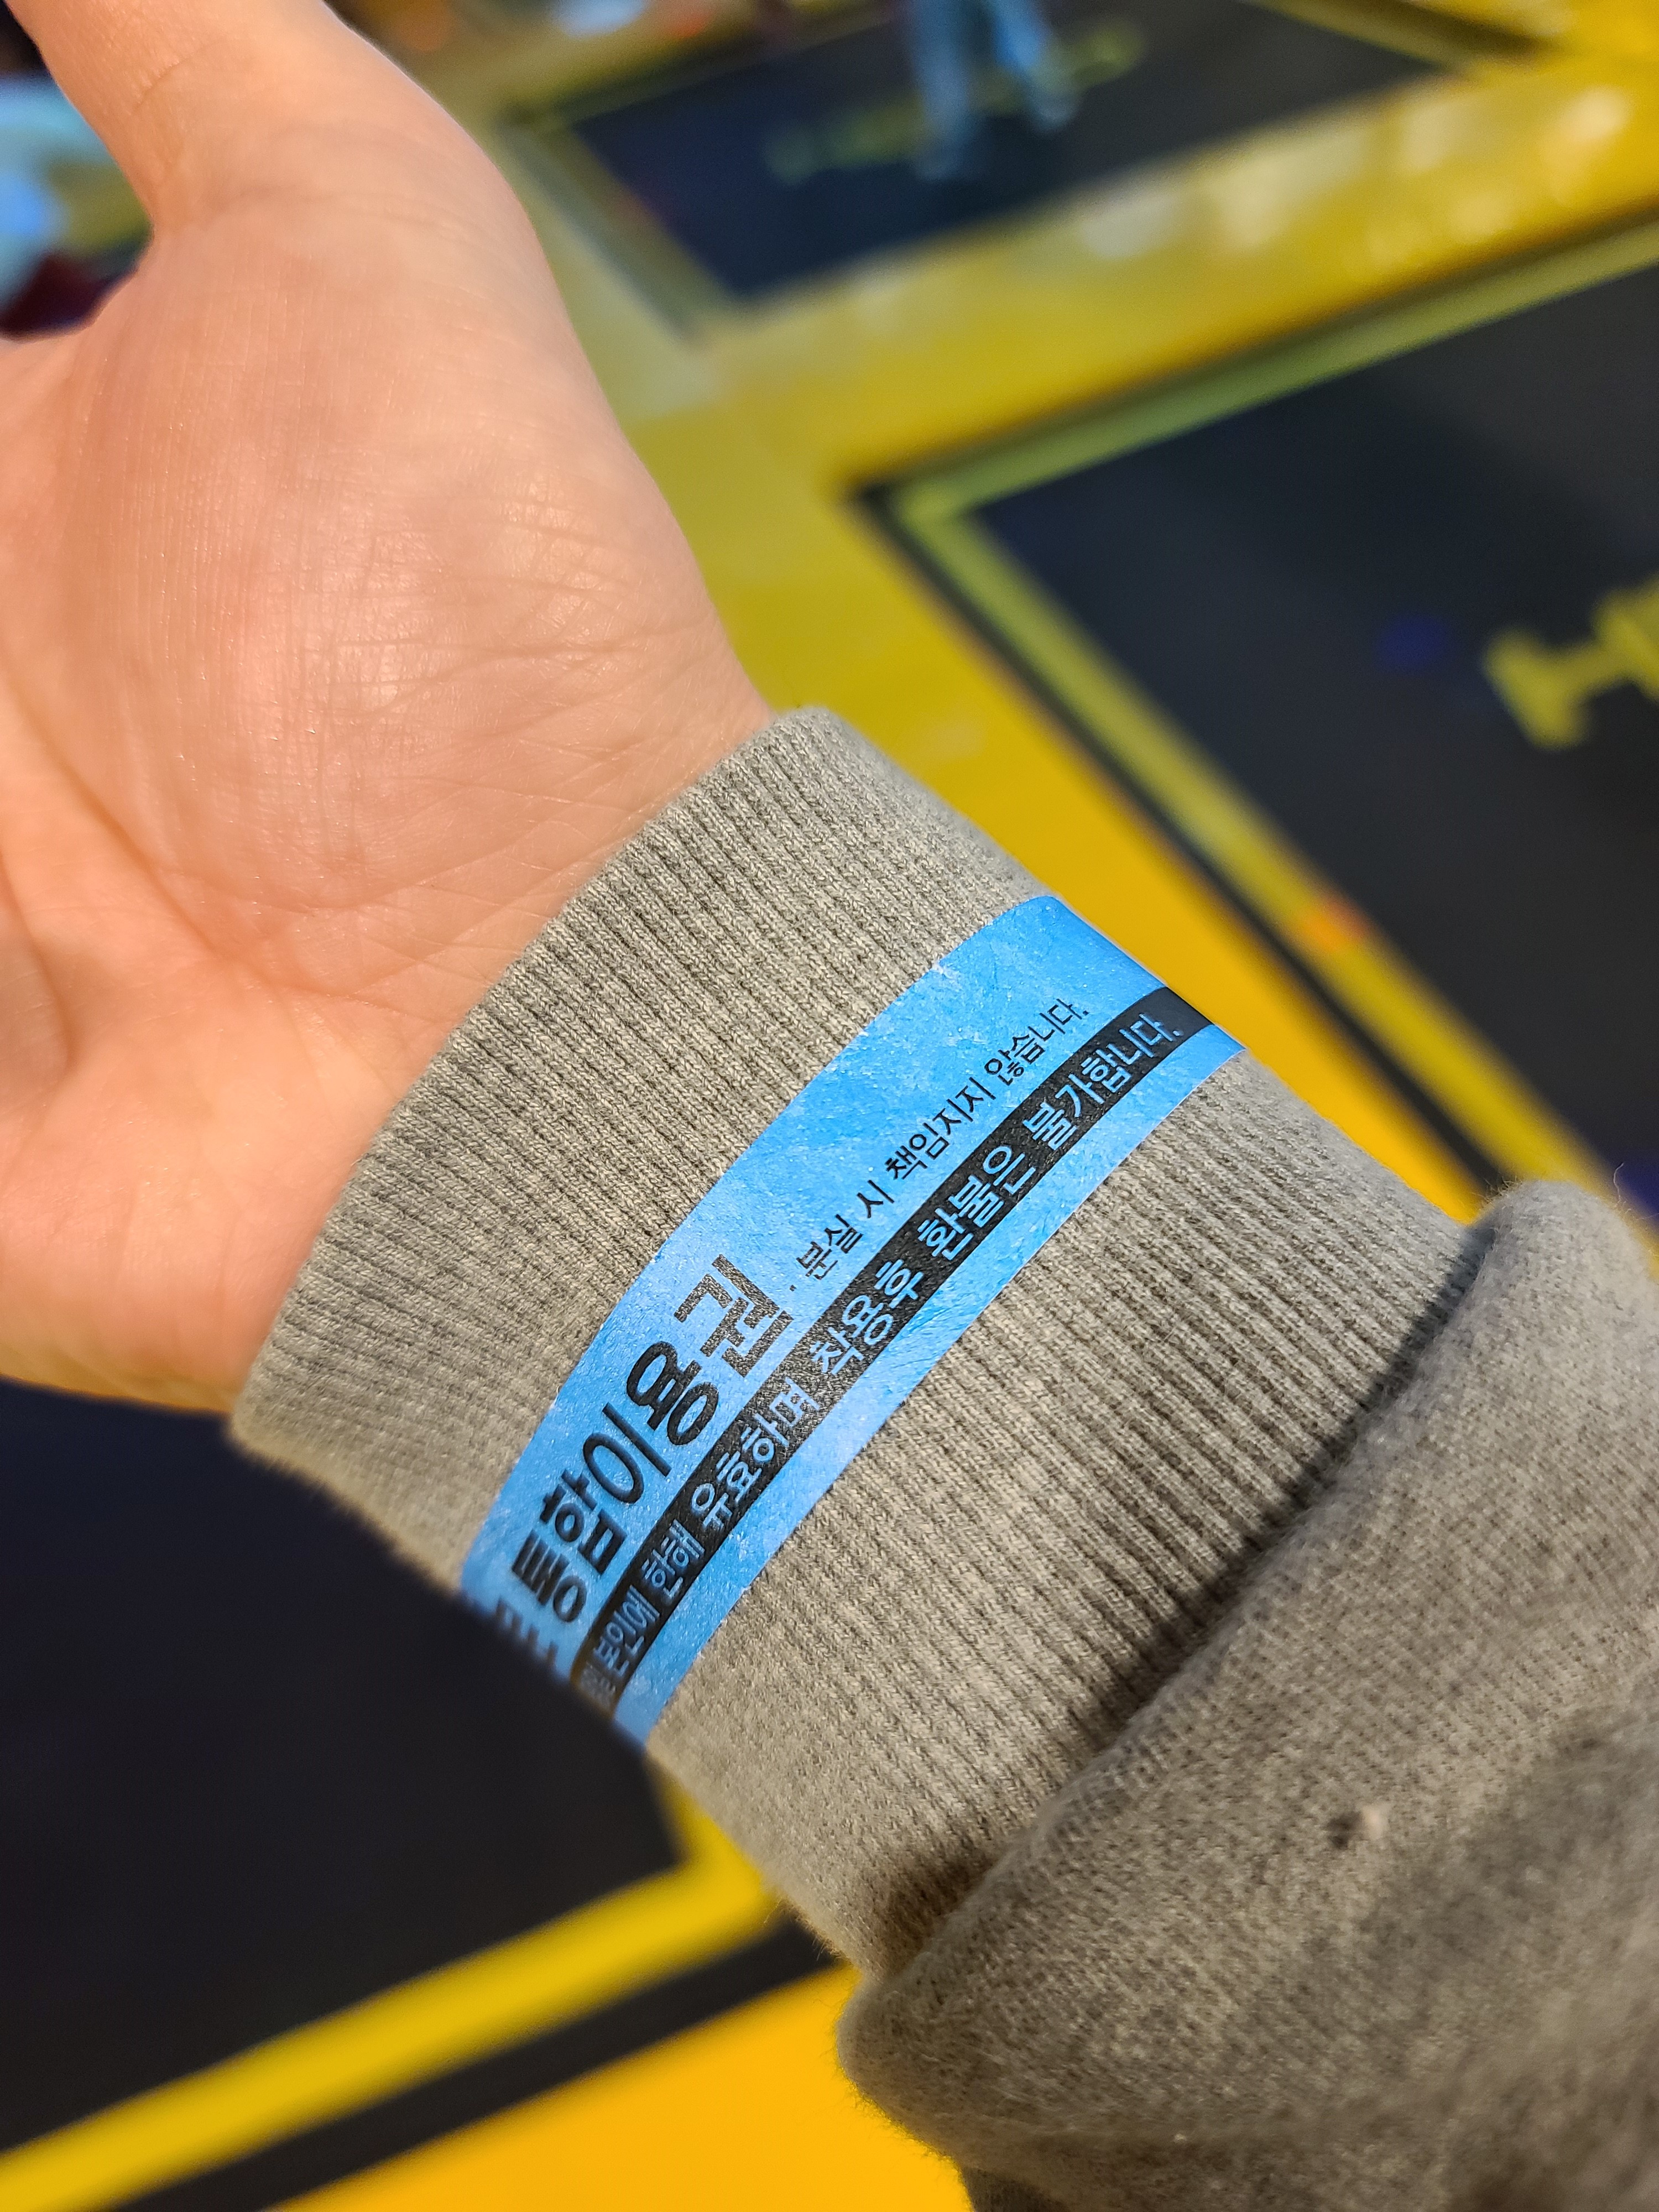 통합이용권
· 분실 시 책임지지 않습니다.
본인에 한해 유효하며 착용후 환불은 불가합니다.